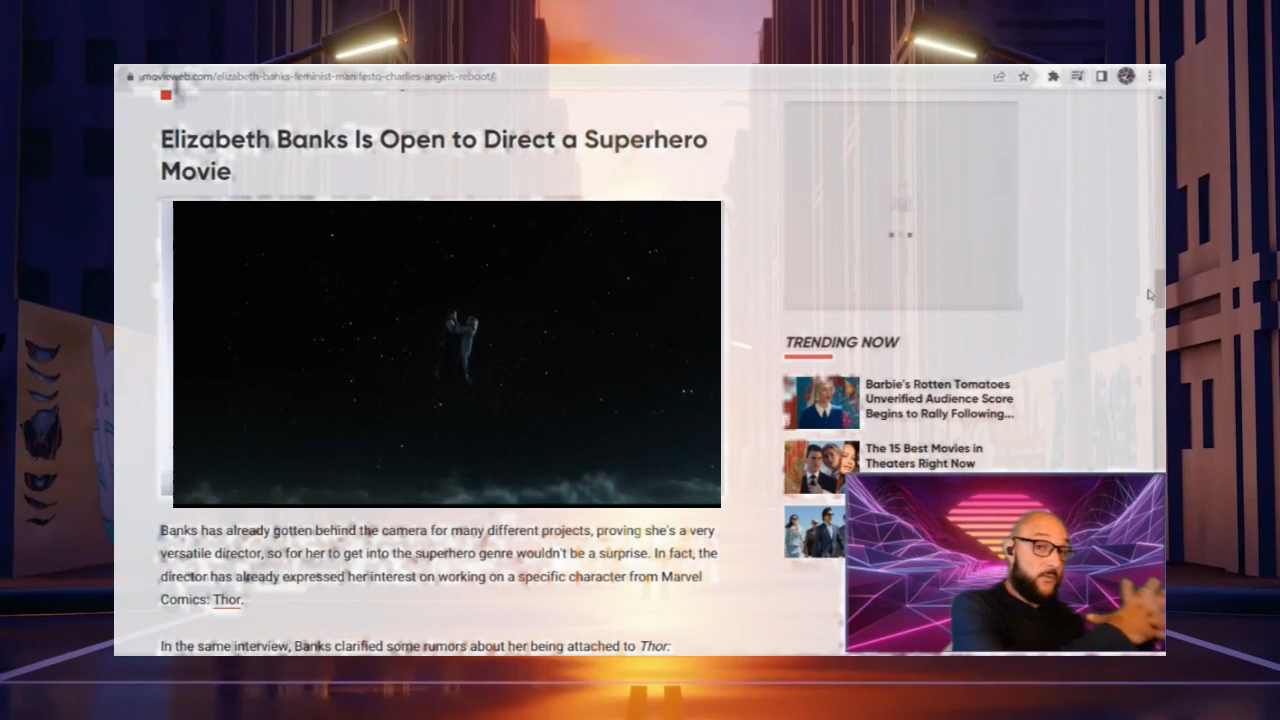 movieweb.com/elizabeth-banks-feminist-manifesto-charlies-angels-reboot/
Elizabeth Banks Is Open to Direct a Superhero
Movie
Banks has already gotten behind the camera for many different projects, proving she's a very
versatile director, so for her to get into the superhero genre wouldn't be a surprise. In fact, the
director has already expressed her interest on working on a specific character from Marvel
Comics: Thor.
In the same interview, Banks clarified some rumors about her being attached to Thor:
TRENDING NOW
Barbie's Rotten Tomatoes
Unverified Audience Score
Begins to Rally Following...
The 15 Best Movies in
Theaters Right Now